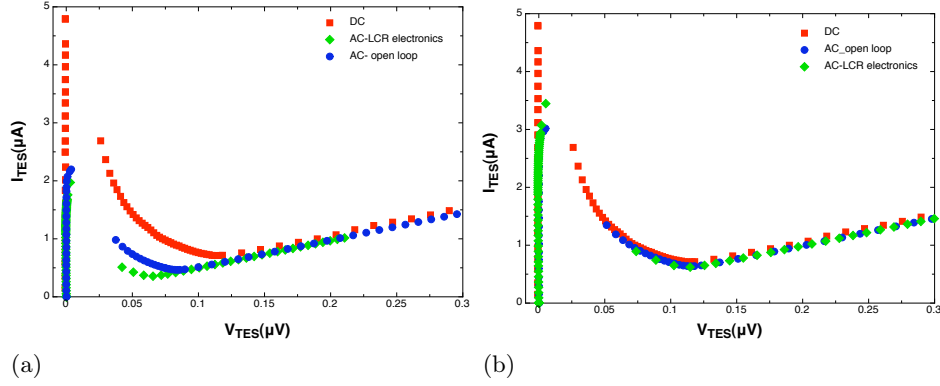 5
4
3
2
1
0
I_TES(µA)
DC
AC-LCR electronics
AC- open loop
0
0.05
0.1
0.15
0.2
0.25
0.3
V_TES(µV)
(a)
5
4
3
2
1
0
I_TES(µA)
DC
AC_open loop
AC-LCR electronics
0
0.05
0.1
0.15
0.2
0.25
0.3
V_TES(µV)
(b)